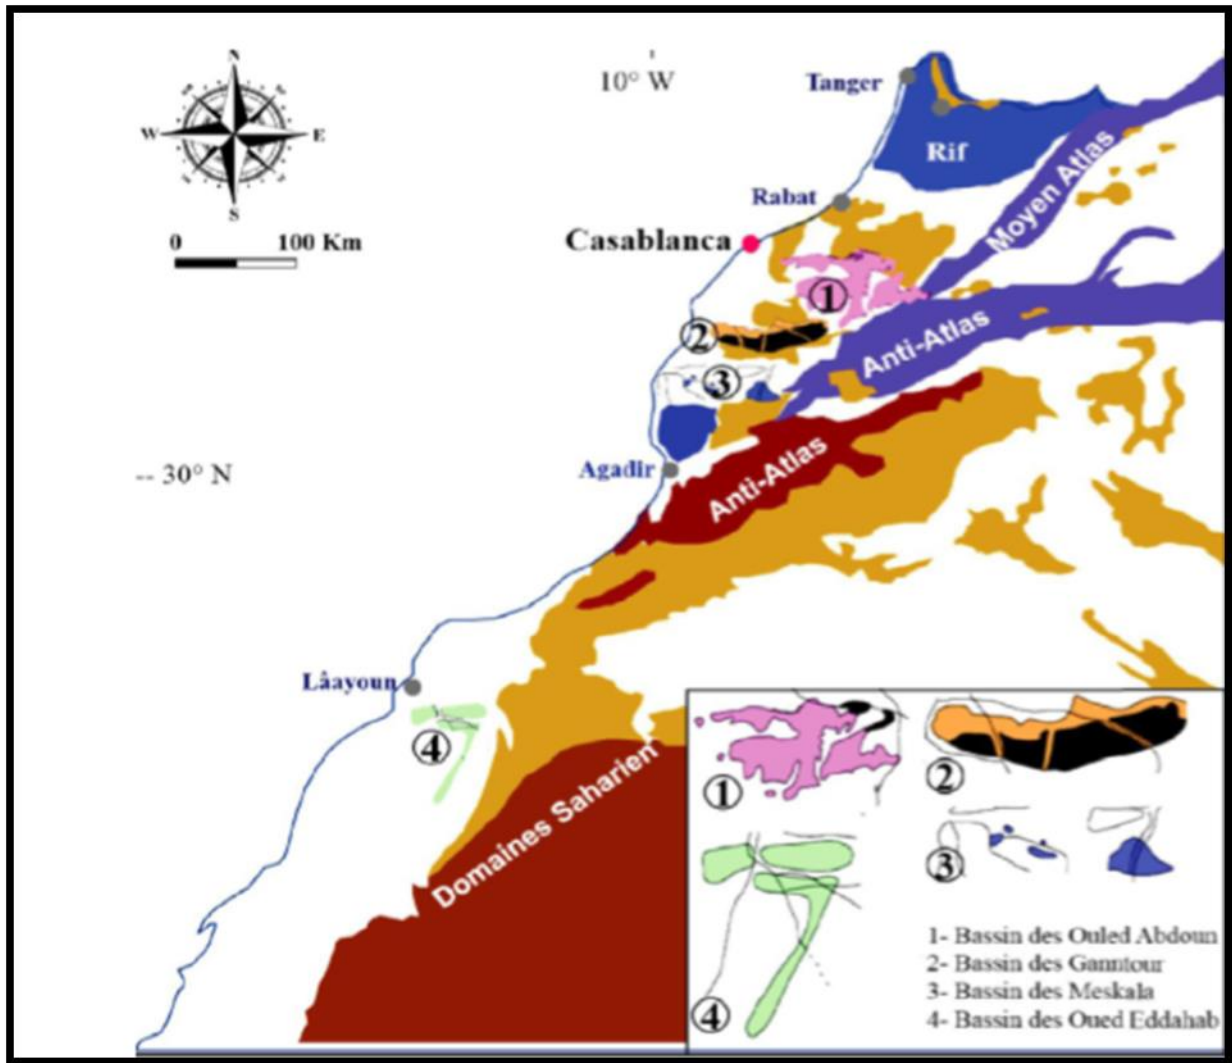 N
W E
S
0 100 Km
10° W
Tanger
Rif
Moyen Atlas
Rabat
Casablanca
1
2
Anti-Atlas
3
-- 30° N
Agadir
Anti-Atlas
Lâayoun
4
Domaines Saharien
1
2
3
4
1- Bassin des Ouled Abdoun
2- Bassin des Ganntour
3- Bassin des Meskala
4- Bassin des Oued Eddahab